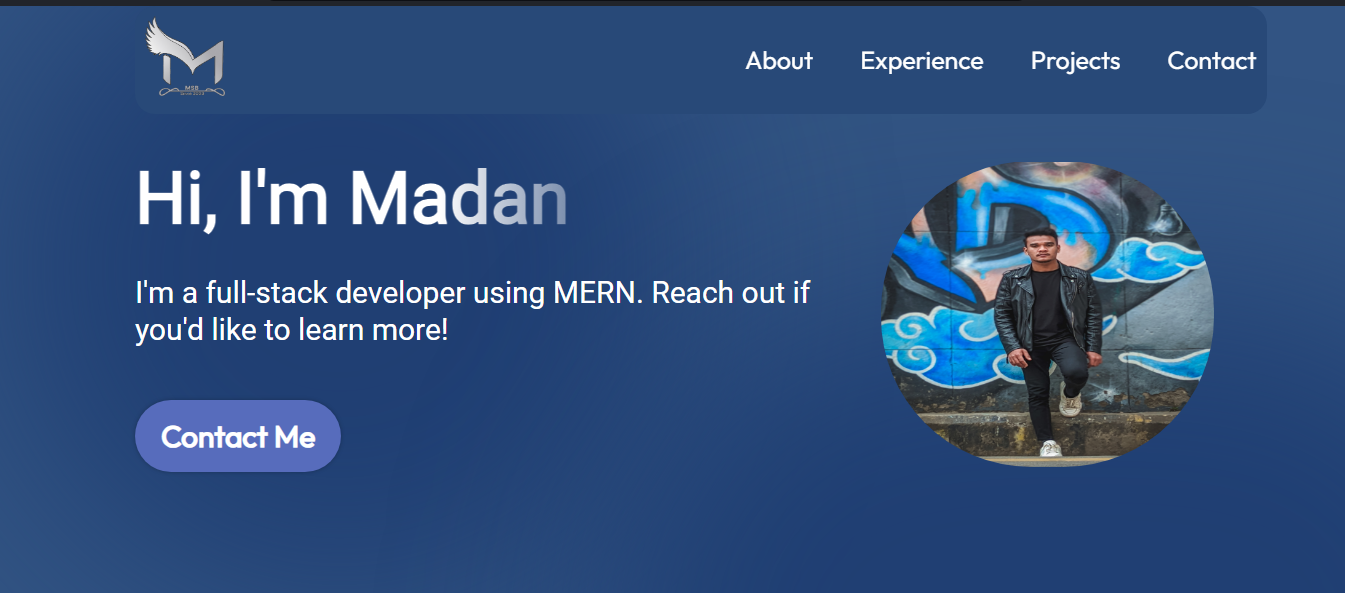 M
MSB
About
Experience
Projects
Contact
Hi, I'm Madan
I'm a full-stack developer using MERN. Reach out if
you'd like to learn more!
Contact Me